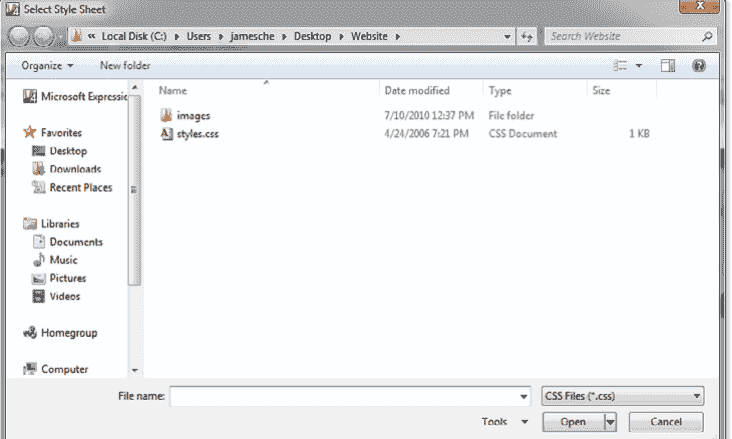 Select Style Sheet
« Local Disk (C:) ▸ Users ▸ jamesche ▸ Desktop ▸ Website ▸
Search Website
Organize New folder
Name Date modified Type Size
images 7/10/2010 12:37 PM File folder
styles.css 4/24/2006 7:21 PM CSS Document 1 KB
Microsoft Expressic
Favorites
Desktop
Downloads
Recent Places
Libraries
Documents
Music
Pictures
Videos
Homegroup
Computer
File name: CSS Files (*.css)
Tools Open Cancel